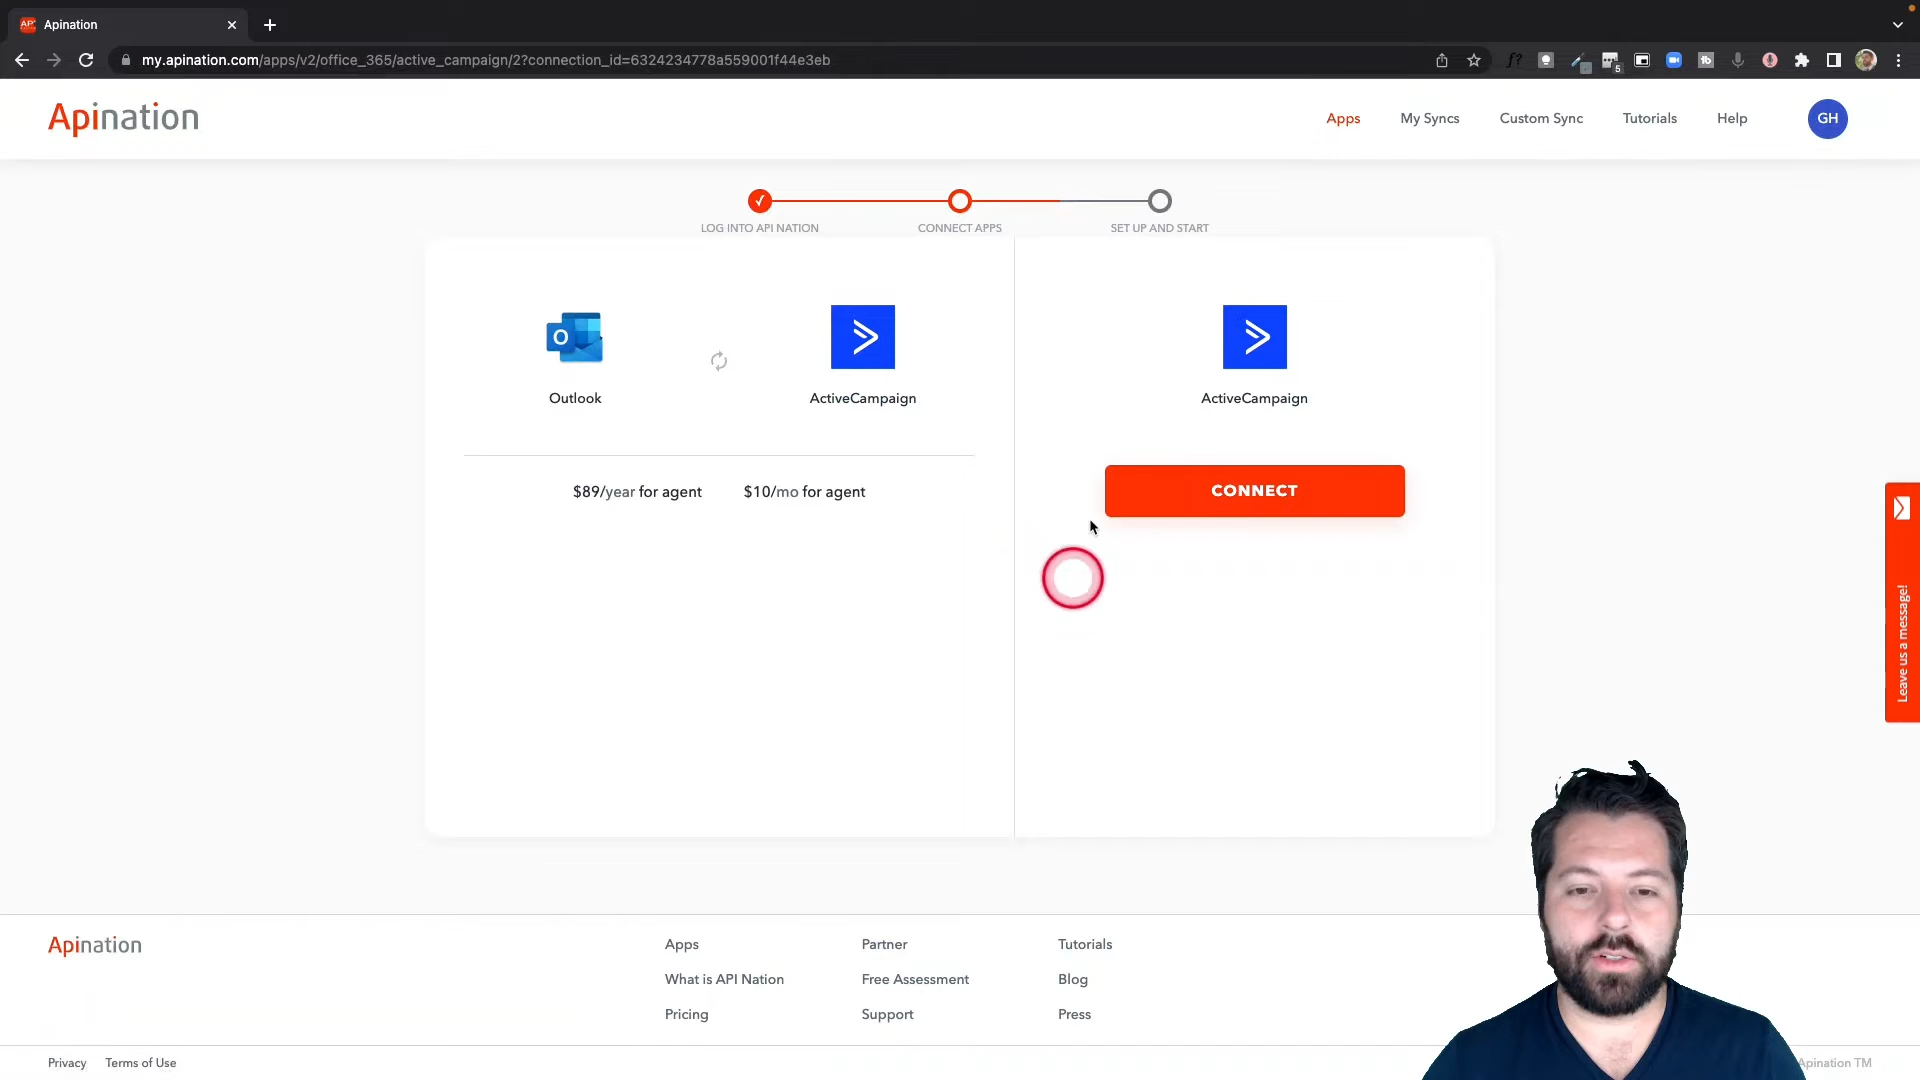 Apination
my.apination.com/apps/v2/office_365/active_campaign/2?connection_id=6324234778a559001f44e3eb
5
Apination
Apps
My Syncs
Custom Sync
Tutorials
Help
GH
LOG INTO API NATION
CONNECT APPS
SET UP AND START
Outlook
ActiveCampaign
ActiveCampaign
$89/year for agent
$10/mo for agent
CONNECT
Leave us a message!
Apination
Apps
Partner
Tutorials
What is API Nation
Free Assessment
Blog
Pricing
Support
Press
Privacy
Terms of Use
Apination TM